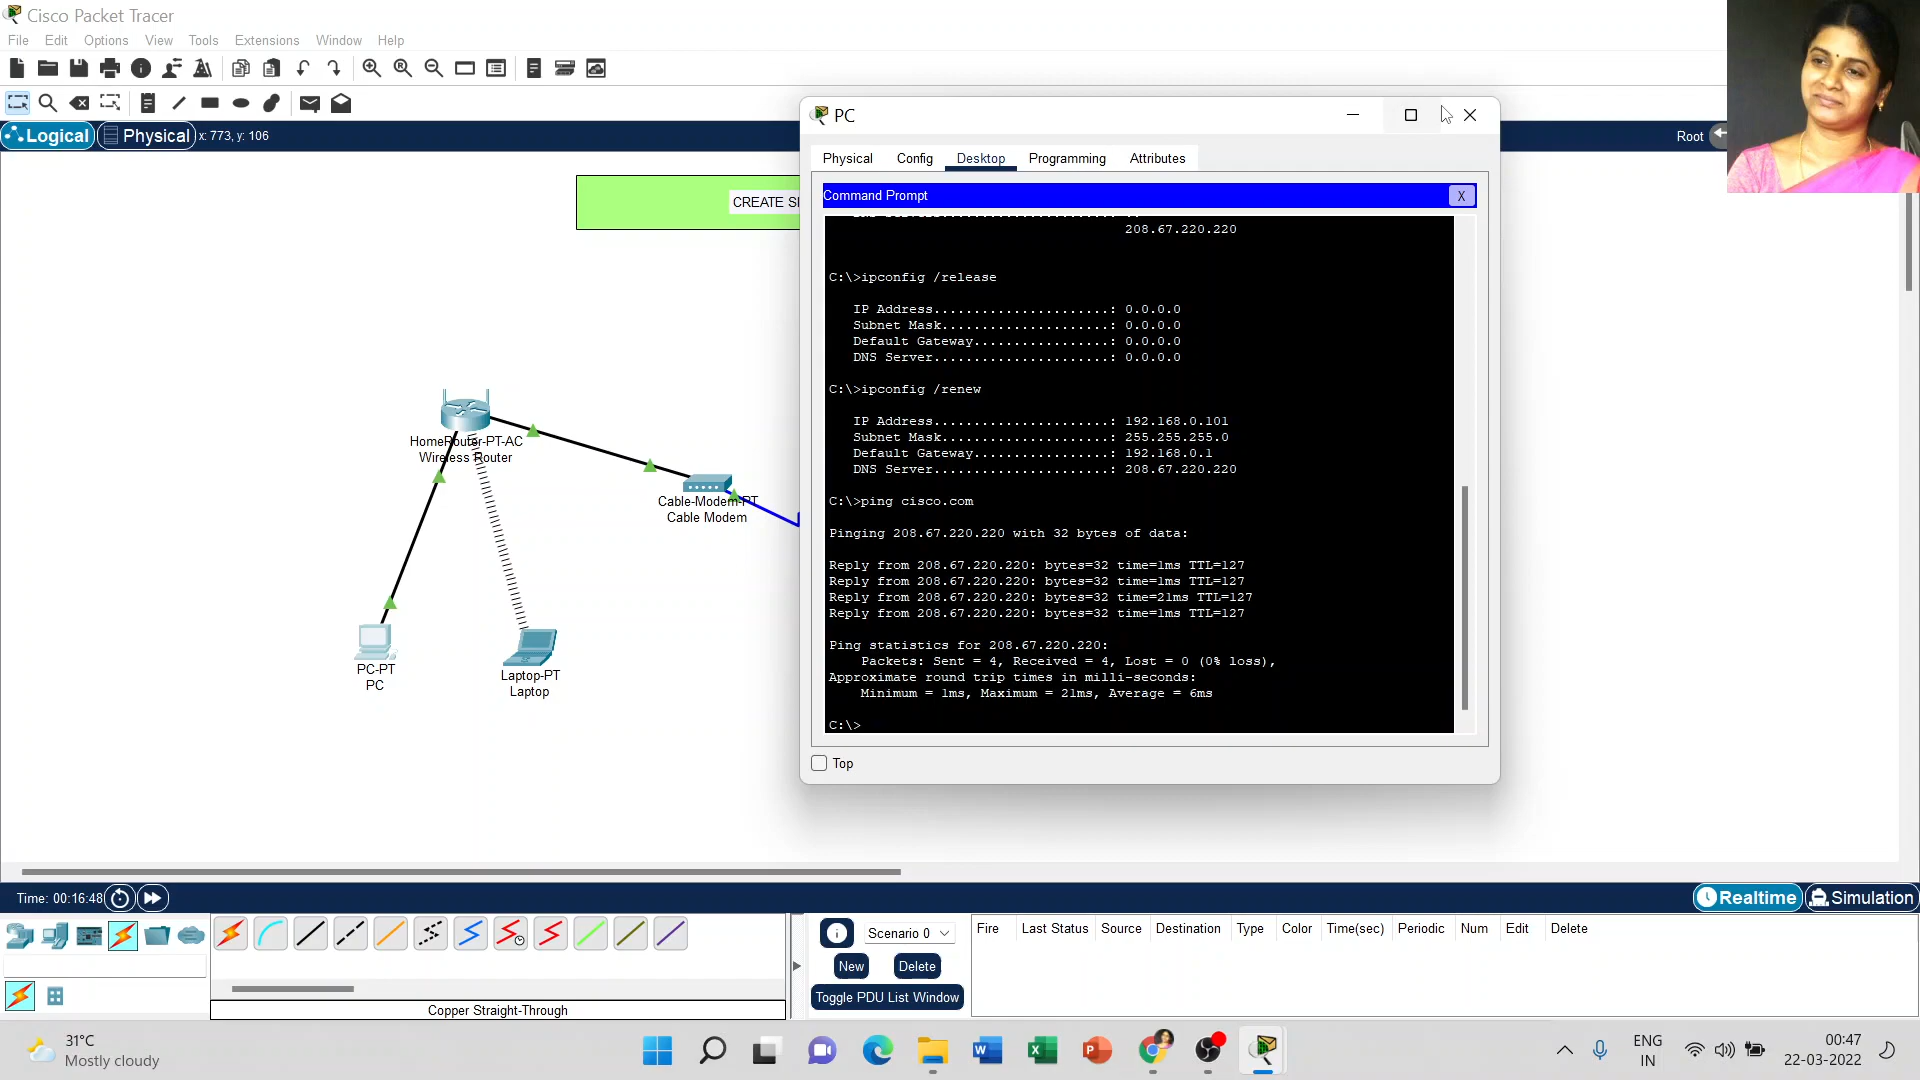 Cisco Packet Tracer
File Edit Options View Tools Extensions Window Help
Logical Physical x: 773, y: 106
Root
CREATE SI
HomeRouter-PT-AC
Wireless Router
Cable-Modem-PT
Cable Modem
PC-PT
PC
Laptop-PT
Laptop
PC
Physical Config Desktop Programming Attributes
Command Prompt X
208.67.220.220
C:\>ipconfig /release
IP Address......................: 0.0.0.0
Subnet Mask.....................: 0.0.0.0
Default Gateway.................: 0.0.0.0
DNS Server......................: 0.0.0.0
C:\>ipconfig /renew
IP Address......................: 192.168.0.101
Subnet Mask.....................: 255.255.255.0
Default Gateway.................: 192.168.0.1
DNS Server......................: 208.67.220.220
C:\>ping cisco.com
Pinging 208.67.220.220 with 32 bytes of data:
Reply from 208.67.220.220: bytes=32 time=1ms TTL=127
Reply from 208.67.220.220: bytes=32 time=1ms TTL=127
Reply from 208.67.220.220: bytes=32 time=21ms TTL=127
Reply from 208.67.220.220: bytes=32 time=1ms TTL=127
Ping statistics for 208.67.220.220:
Packets: Sent = 4, Received = 4, Lost = 0 (0% loss),
Approximate round trip times in milli-seconds:
Minimum = 1ms, Maximum = 21ms, Average = 6ms
C:\>
Top
Time: 00:16:48
Realtime Simulation
Scenario 0
New Delete
Toggle PDU List Window
Fire Last Status Source Destination Type Color Time(sec) Periodic Num Edit Delete
Copper Straight-Through
31°C
Mostly cloudy
ENG
IN
00:47
22-03-2022